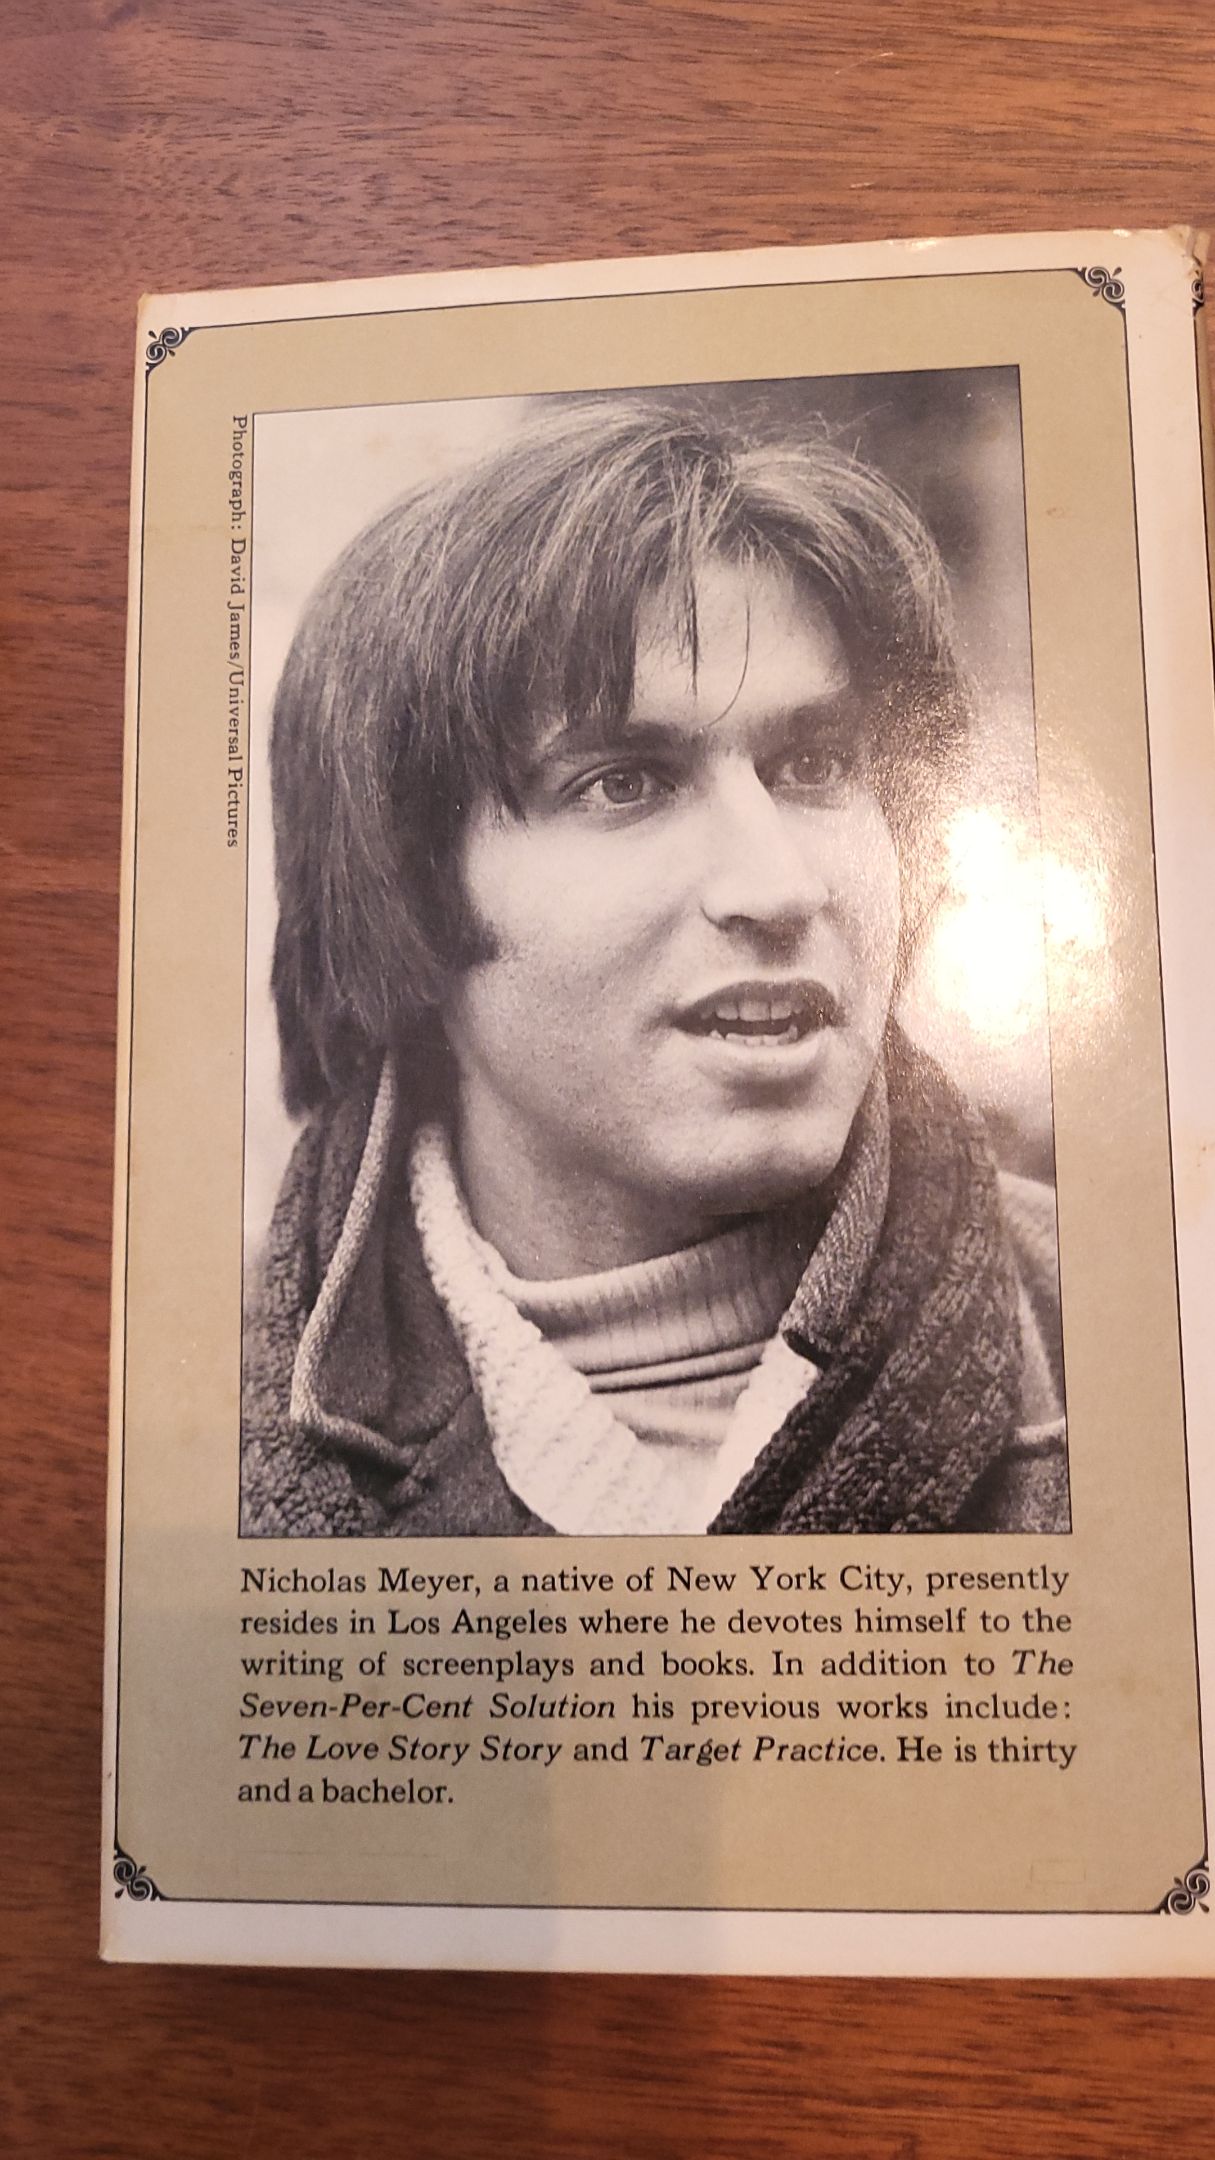 Photograph: David James/Universal Pictures
Nicholas Meyer, a native of New York City, presently
resides in Los Angeles where he devotes himself to the
writing of screenplays and books. In addition to The
Seven-Per-Cent Solution his previous works include:
The Love Story Story and Target Practice. He is thirty
and a bachelor.